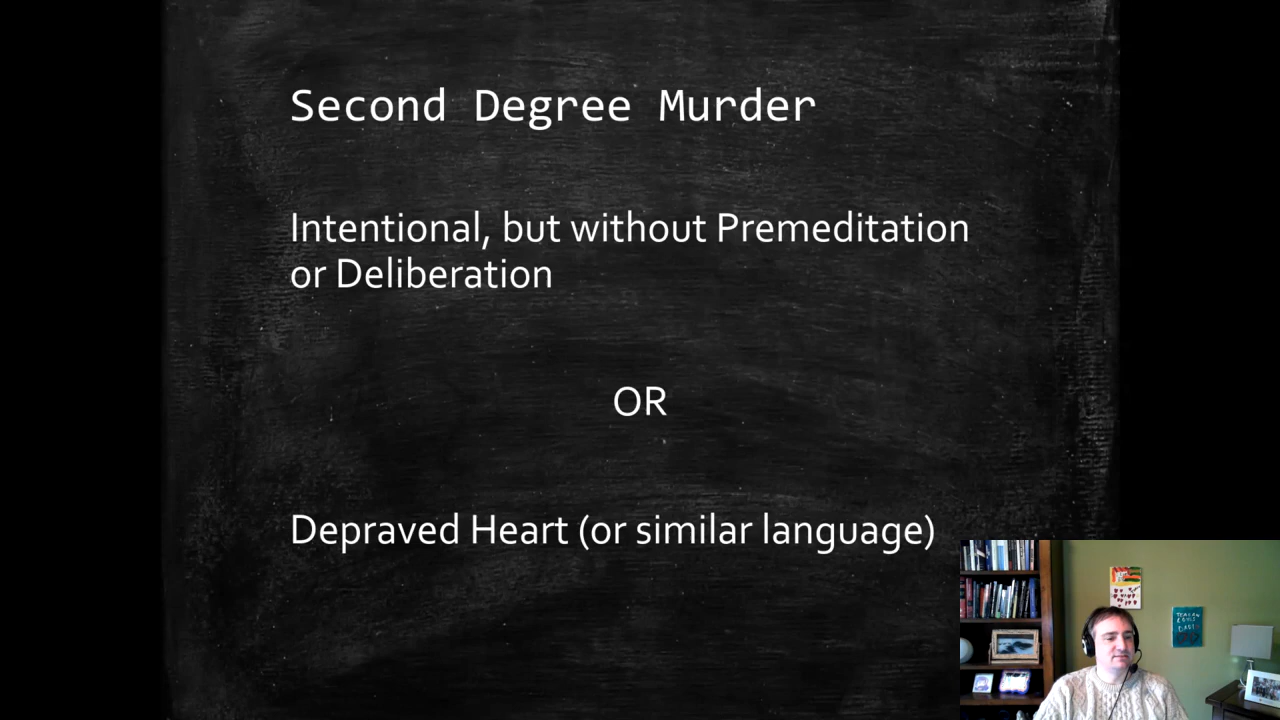 Second Degree Murder
Intentional, but without Premeditation
or Deliberation
OR
Depraved Heart (or similar language)